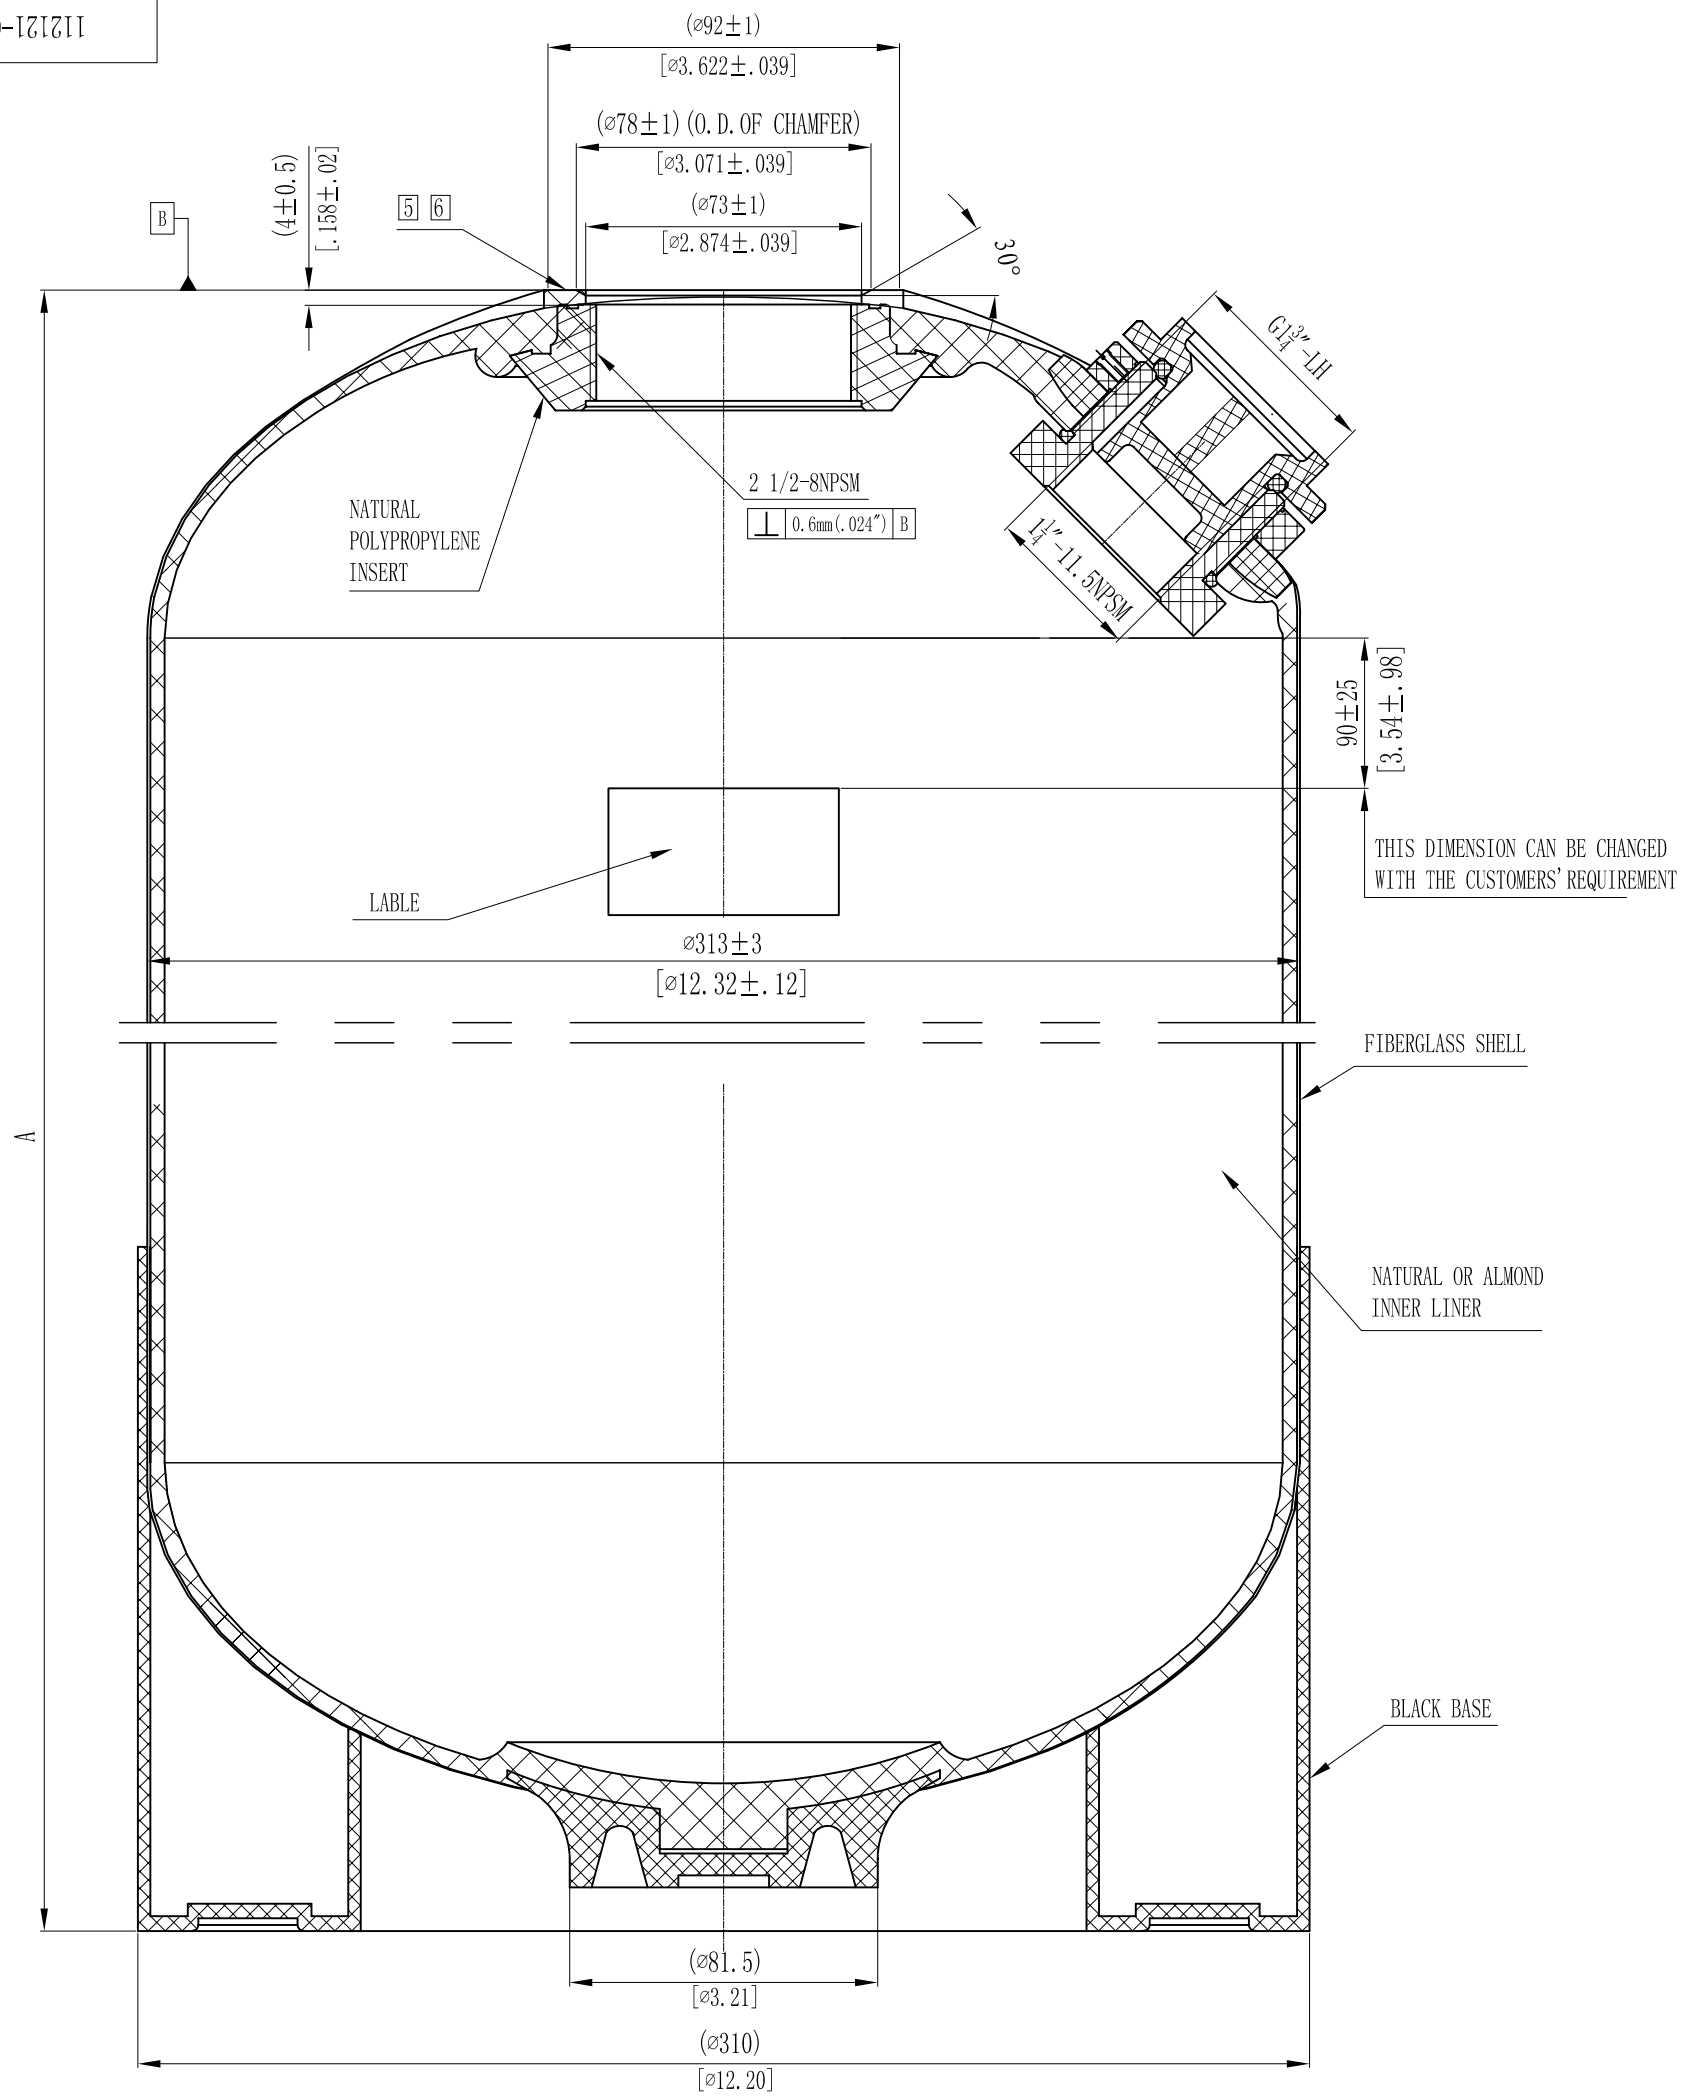 112121-
(⌀92±1)
[⌀3.622±.039]
(⌀78±1)(O.D.OF CHAMFER)
[⌀3.071±.039]
(⌀73±1)
[⌀2.874±.039]
(4±0.5)
[.158±.02]
B
5 6
30°
G1¾″-LH
2 1/2-8NPSM
⊥ 0.6mm(.024″) B
NATURAL
POLYPROPYLENE
INSERT
1¼″-11.5NPSM
90±25
[3.54±.98]
THIS DIMENSION CAN BE CHANGED
WITH THE CUSTOMERS' REQUIREMENT
LABLE
⌀313±3
[⌀12.32±.12]
FIBERGLASS SHELL
A
NATURAL OR ALMOND
INNER LINER
BLACK BASE
(⌀81.5)
[⌀3.21]
(⌀310)
[⌀12.20]